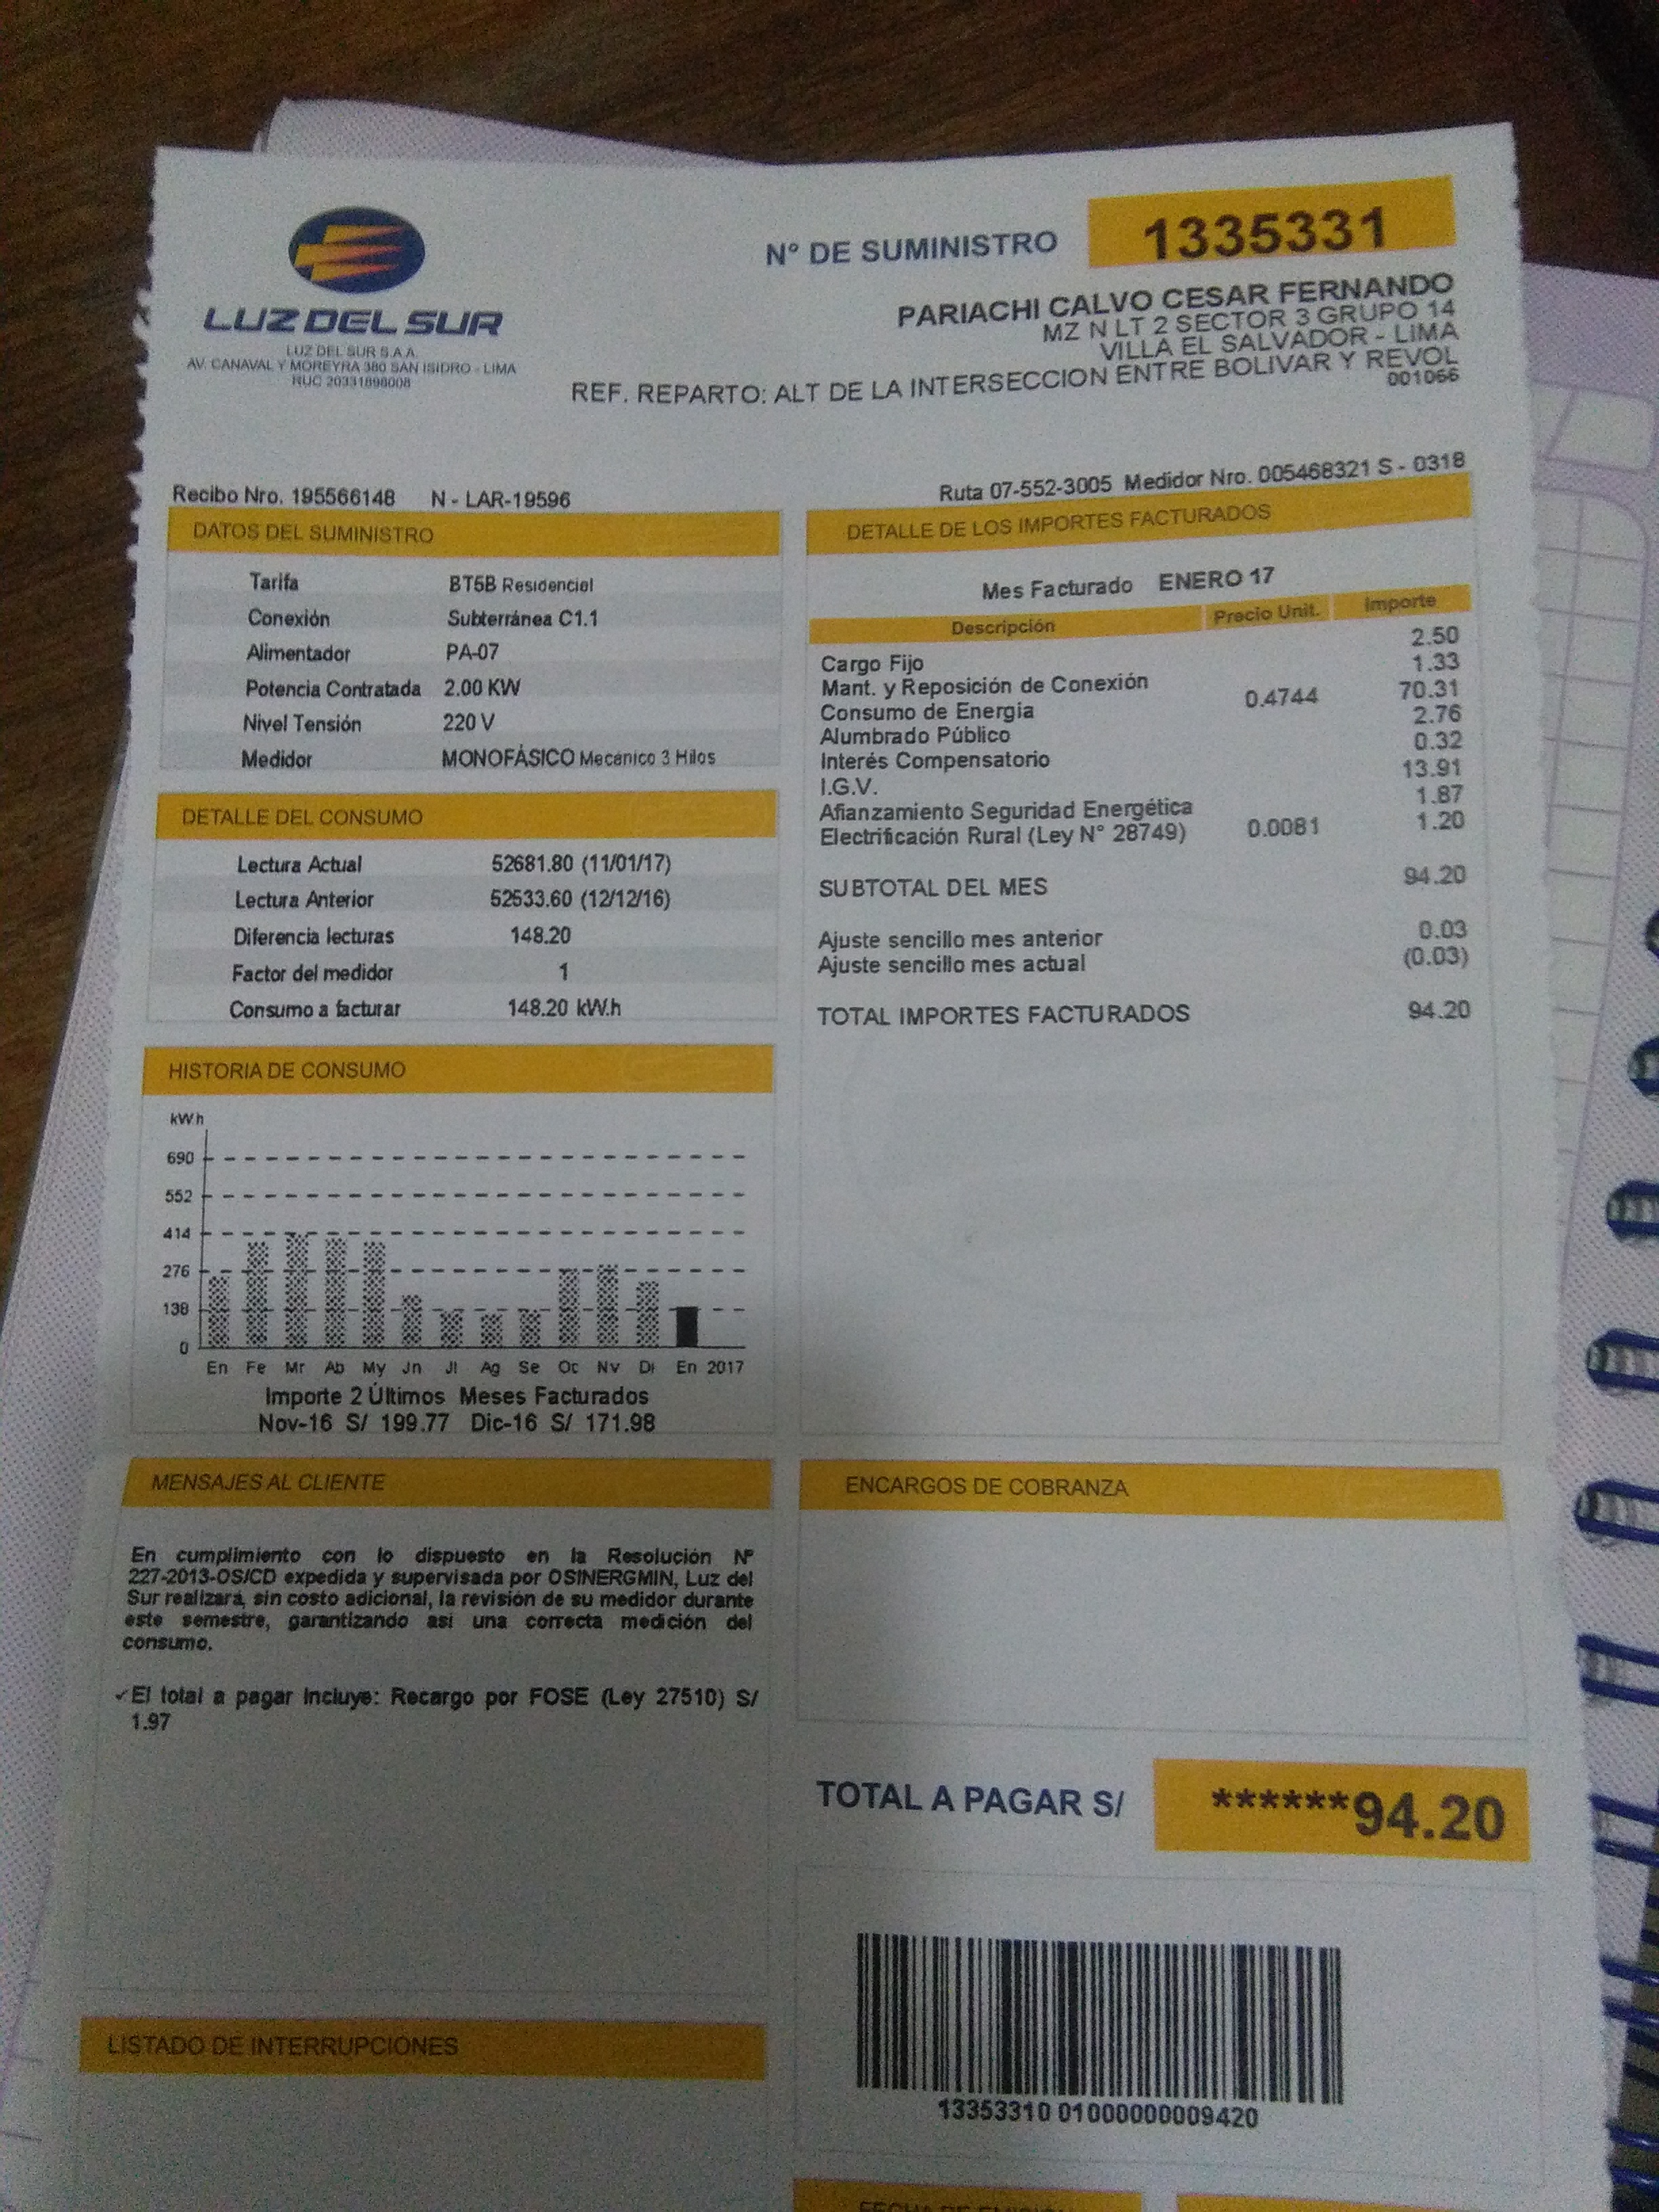 LUZ DEL SUR
LUZ DEL SUR S.A.A.
AV. CANAVAL Y MOREYRA 380 SAN ISIDRO - LIMA
RUC 20331898008
N° DE SUMINISTRO 1335331
PARIACHI CALVO CESAR FERNANDO
MZ N LT 2 SECTOR 3 GRUPO 14
VILLA EL SALVADOR - LIMA
REF. REPARTO: ALT DE LA INTERSECCION ENTRE BOLIVAR Y REVOL
001066
Recibo Nro. 195566148 N - LAR-19596
Ruta 07-552-3005 Medidor Nro. 005468321 S - 0318
DATOS DEL SUMINISTRO
Tarifa BT5B Residencial
Conexión Subterránea C1.1
Alimentador PA-07
Potencia Contratada 2.00 KW
Nivel Tensión 220 V
Medidor MONOFÁSICO Mecánico 3 Hilos
DETALLE DEL CONSUMO
Lectura Actual 52681.80 (11/01/17)
Lectura Anterior 52533.60 (12/12/16)
Diferencia lecturas 148.20
Factor del medidor 1
Consumo a facturar 148.20 kW.h
HISTORIA DE CONSUMO
kW.h
690
552
414
276
138
0
En Fe Mr Ab My Jn Jl Ag Se Oc Nv Di En 2017
Importe 2 Últimos Meses Facturados
Nov-16 S/ 199.77 Dic-16 S/ 171.98
DETALLE DE LOS IMPORTES FACTURADOS
Mes Facturado ENERO 17
Descripción Precio Unit. Importe
Cargo Fijo 2.50
Mant. y Reposición de Conexión 1.33
Consumo de Energia 0.4744 70.31
Alumbrado Público 2.76
Interés Compensatorio 0.32
I.G.V. 13.91
Afianzamiento Seguridad Energética 1.87
Electrificación Rural (Ley N° 28749) 0.0081 1.20
SUBTOTAL DEL MES 94.20
Ajuste sencillo mes anterior 0.03
Ajuste sencillo mes actual (0.03)
TOTAL IMPORTES FACTURADOS 94.20
MENSAJES AL CLIENTE
En cumplimiento con lo dispuesto en la Resolución Nº
227-2013-OS/CD expedida y supervisada por OSINERGMIN, Luz del
Sur realizará, sin costo adicional, la revisión de su medidor durante
este semestre, garantizando así una correcta medición del
consumo.
✓El total a pagar incluye: Recargo por FOSE (Ley 27510) S/
1.97
ENCARGOS DE COBRANZA
TOTAL A PAGAR S/ ******94.20
13353310 01000000009420
LISTADO DE INTERRUPCIONES
FECHA DE EMISION